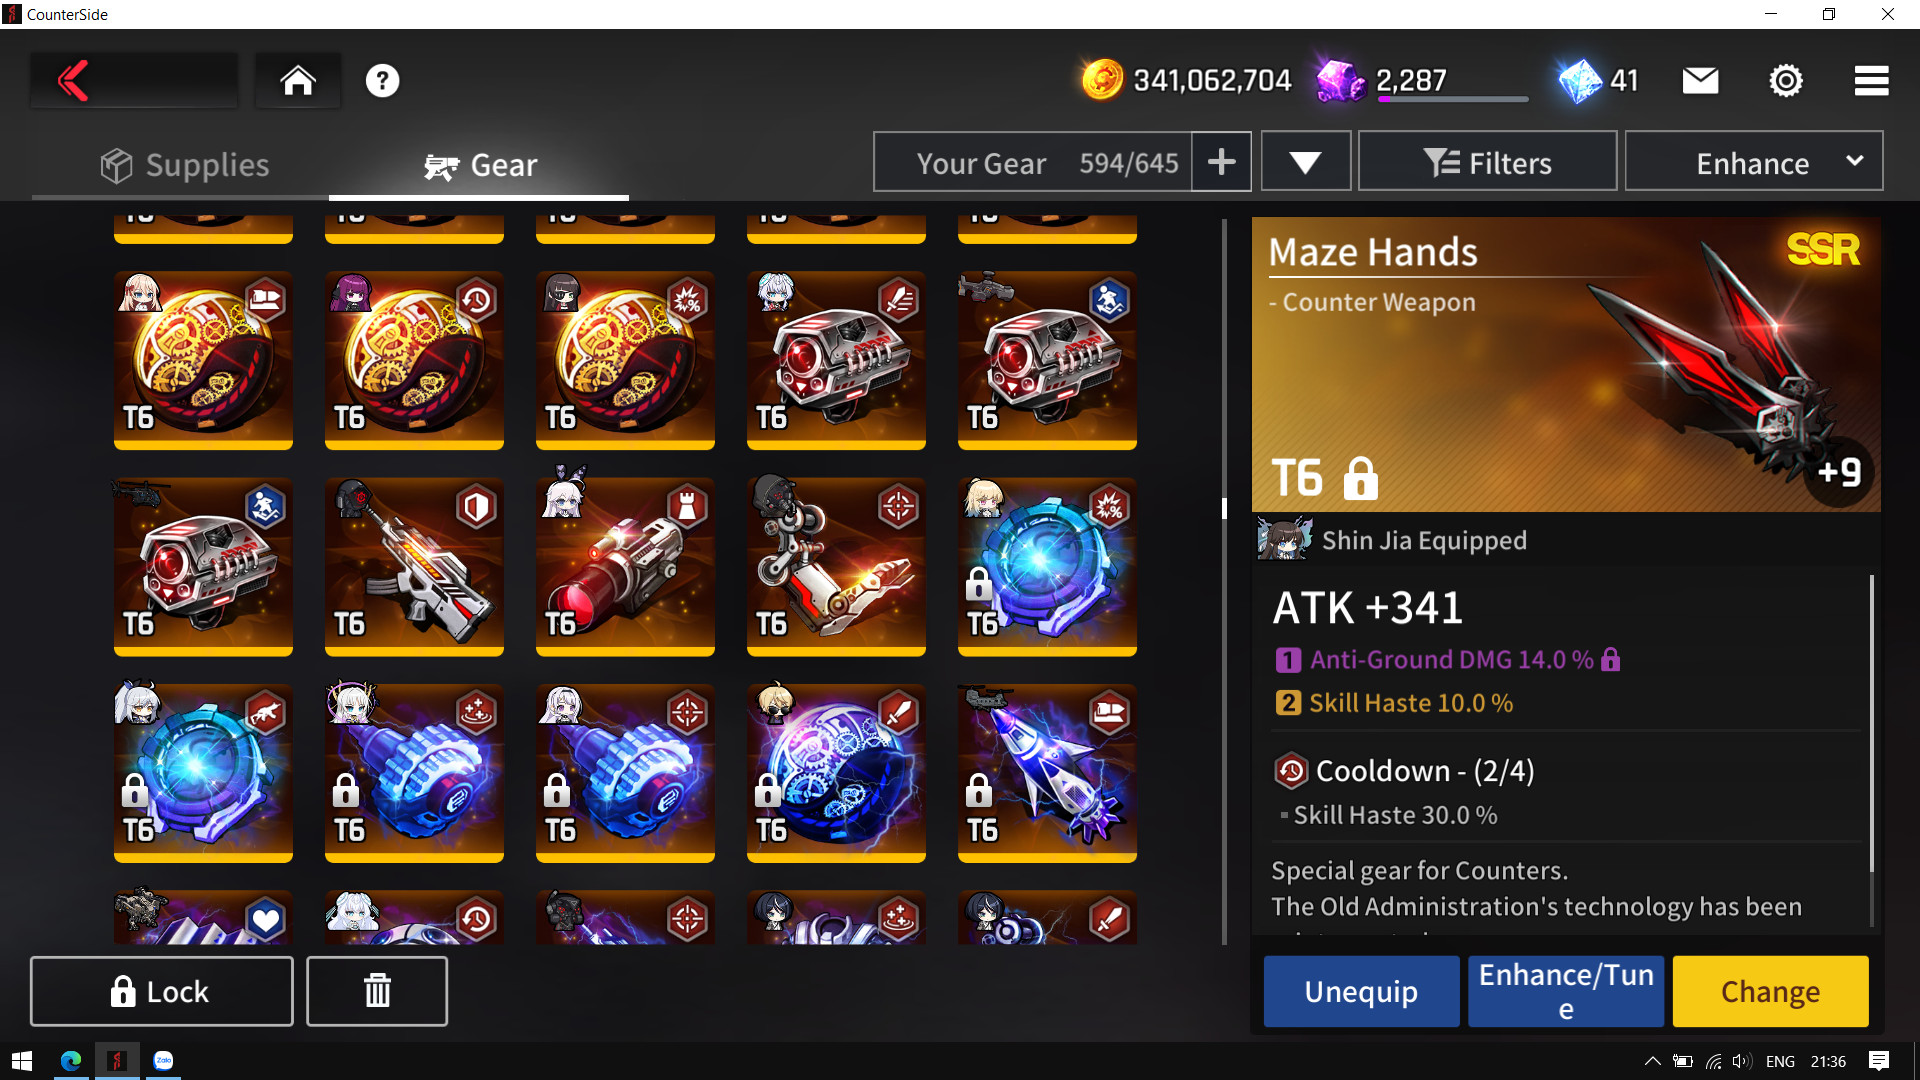 CounterSide
?
341,062,704
2,287
41
Supplies
Gear
Your Gear 594/645 +
Filters
Enhance
T6 T6 T6 T6 T6
T6 T6 T6 T6 T6
T6 T6 T6 T6 T6
Maze Hands
SSR
- Counter Weapon
T6
+9
Shin Jia Equipped
ATK +341
1 Anti-Ground DMG 14.0 %
2 Skill Haste 10.0 %
Cooldown - (2/4)
Skill Haste 30.0 %
Special gear for Counters.
The Old Administration's technology has been
Lock
Unequip
Enhance/Tun
e
Change
Zalo
ENG
21:36